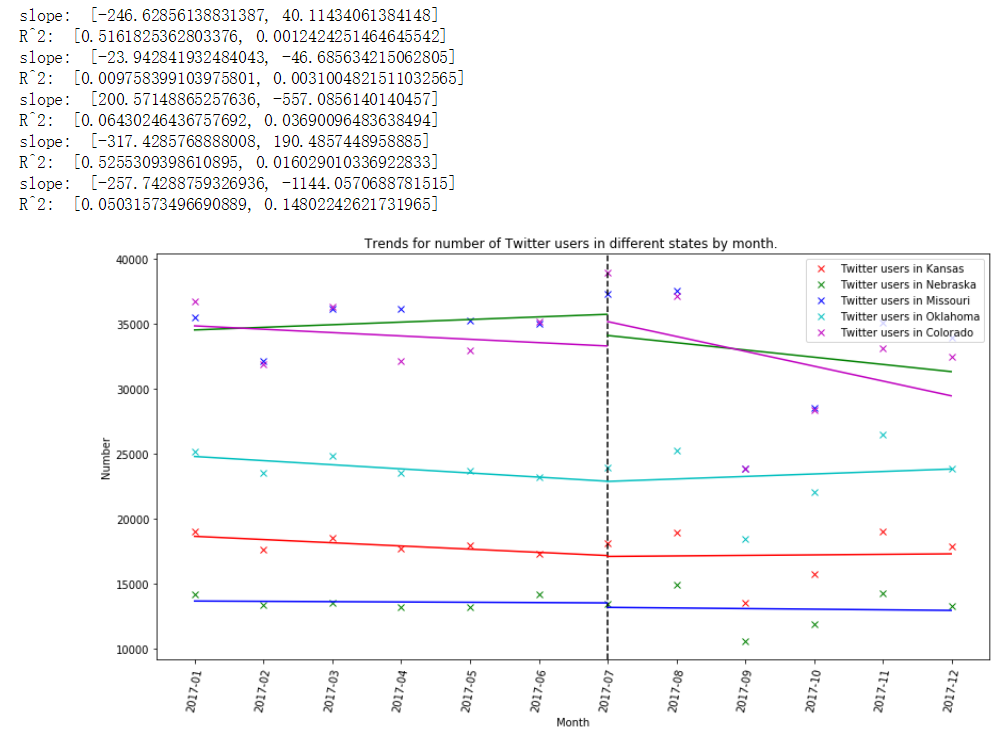 slope:  [-246.62856138831387, 40.11434061384148]
R^2:  [0.5161825362803376, 0.0012424251464645542]
slope:  [-23.942841932484043, -46.685634215062805]
R^2:  [0.009758399103975801, 0.0031004821511032565]
slope:  [200.57148865257636, -557.0856140140457]
R^2:  [0.06430246436757692, 0.03690096483638494]
slope:  [-317.4285768888008, 190.4857448958885]
R^2:  [0.5255309398610895, 0.016029010336922833]
slope:  [-257.74288759326936, -1144.0570688781515]
R^2:  [0.05031573496690889, 0.14802242621731965]
Trends for number of Twitter users in different states by month.
Twitter users in Kansas
Twitter users in Nebraska
Twitter users in Missouri
Twitter users in Oklahoma
Twitter users in Colorado
Number
40000
35000
30000
25000
20000
15000
10000
2017-01
2017-02
2017-03
2017-04
2017-05
2017-06
2017-07
2017-08
2017-09
2017-10
2017-11
2017-12
Month